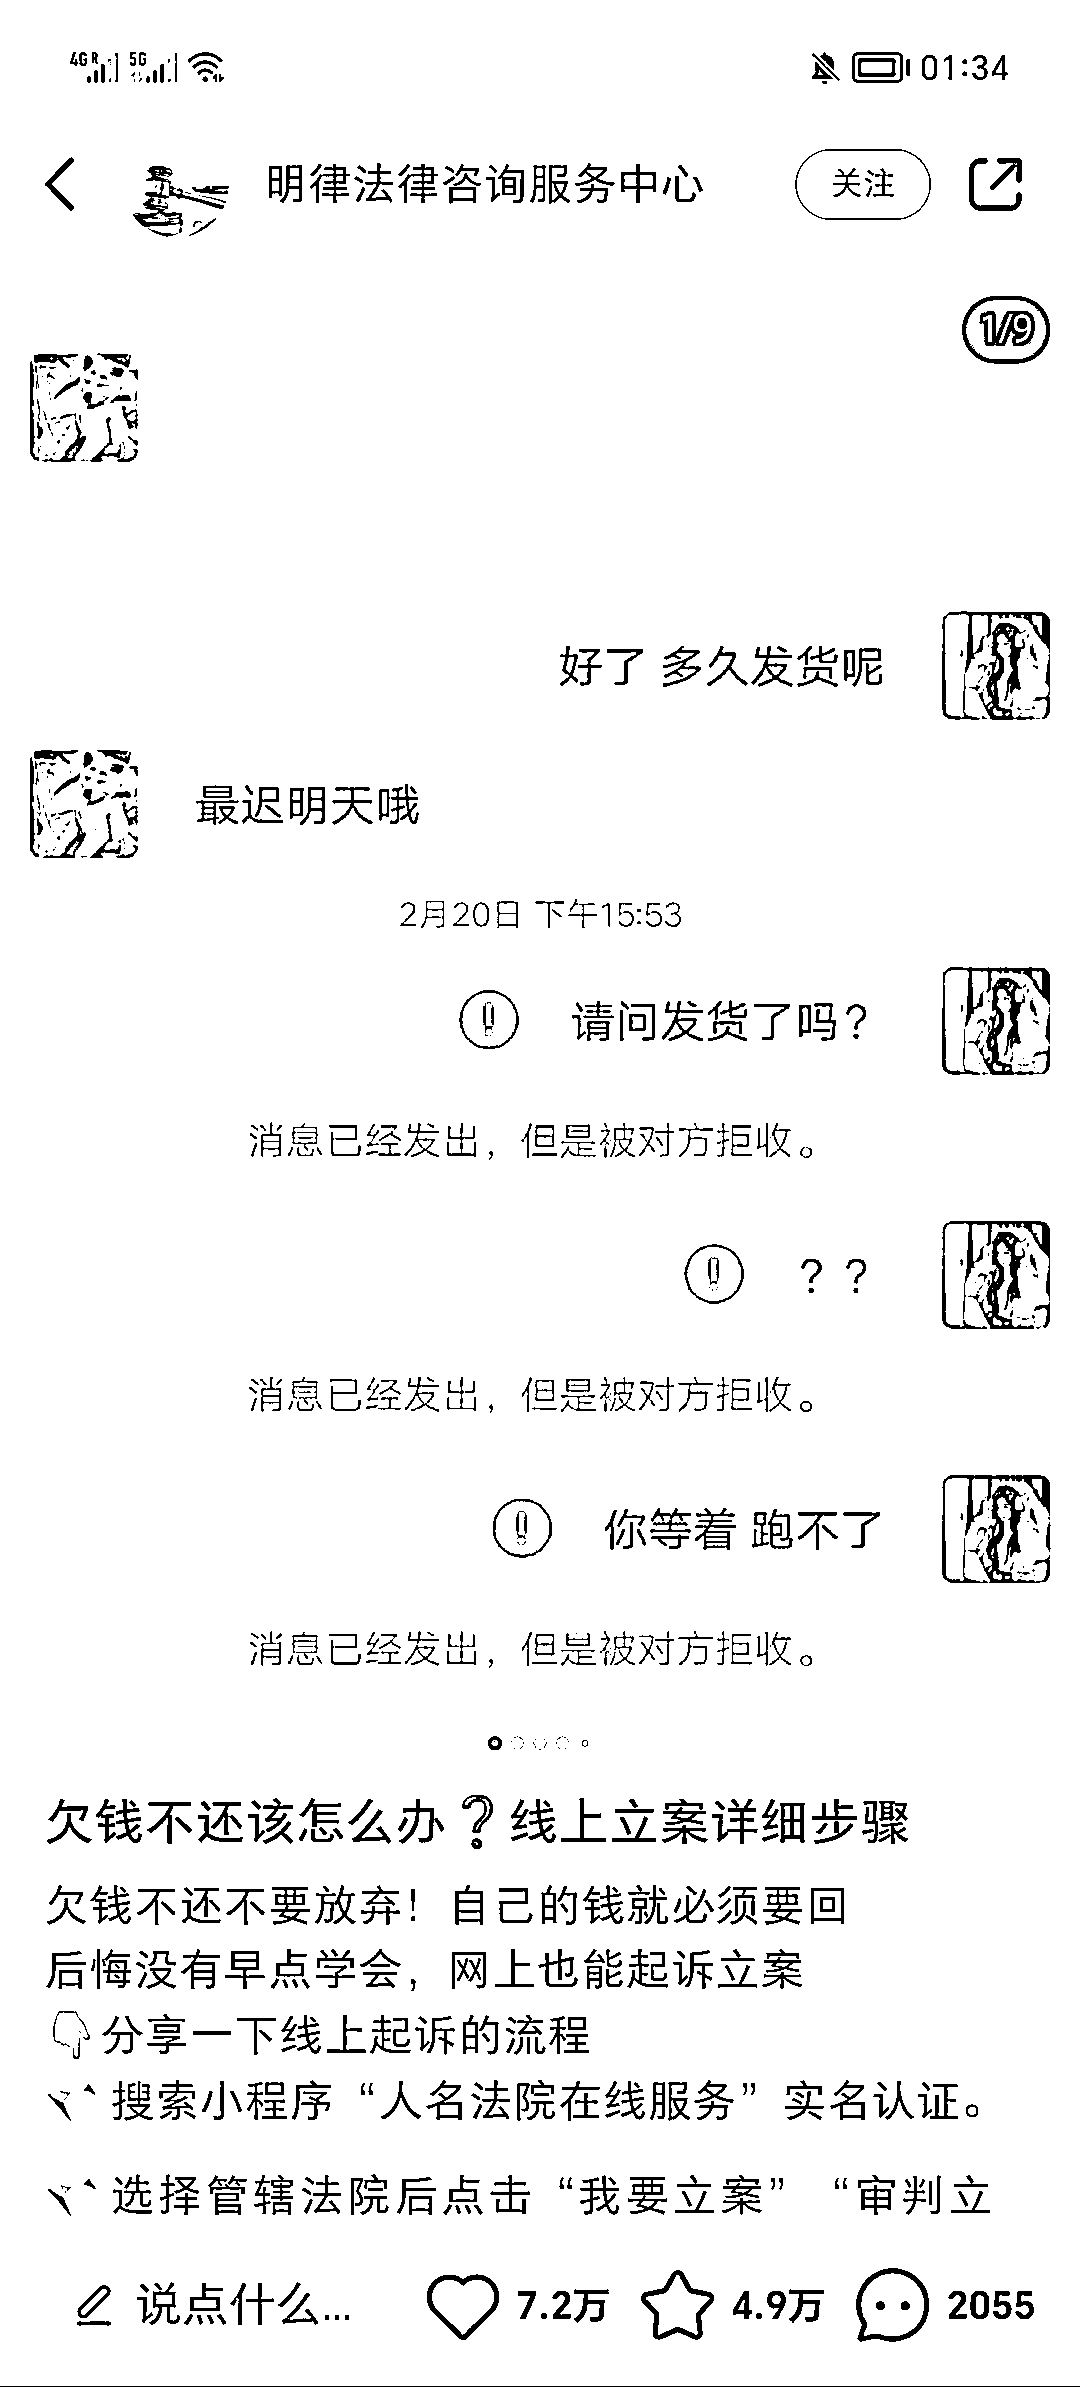 4G R 5G 01:34
明律法律咨询服务中心 关注
1/9
好了 多久发货呢
最迟明天哦
2月20日 下午15:53
请问发货了吗？
消息已经发出，但是被对方拒收。
？？
消息已经发出，但是被对方拒收。
你等着 跑不了
消息已经发出，但是被对方拒收。
欠钱不还该怎么办❓线上立案详细步骤
欠钱不还不要放弃！自己的钱就必须要回
后悔没有早点学会，网上也能起诉立案
👇分享一下线上起诉的流程
搜索小程序“人名法院在线服务”实名认证。
选择管辖法院后点击“我要立案”“审判立
说点什么... 7.2万 4.9万 2055